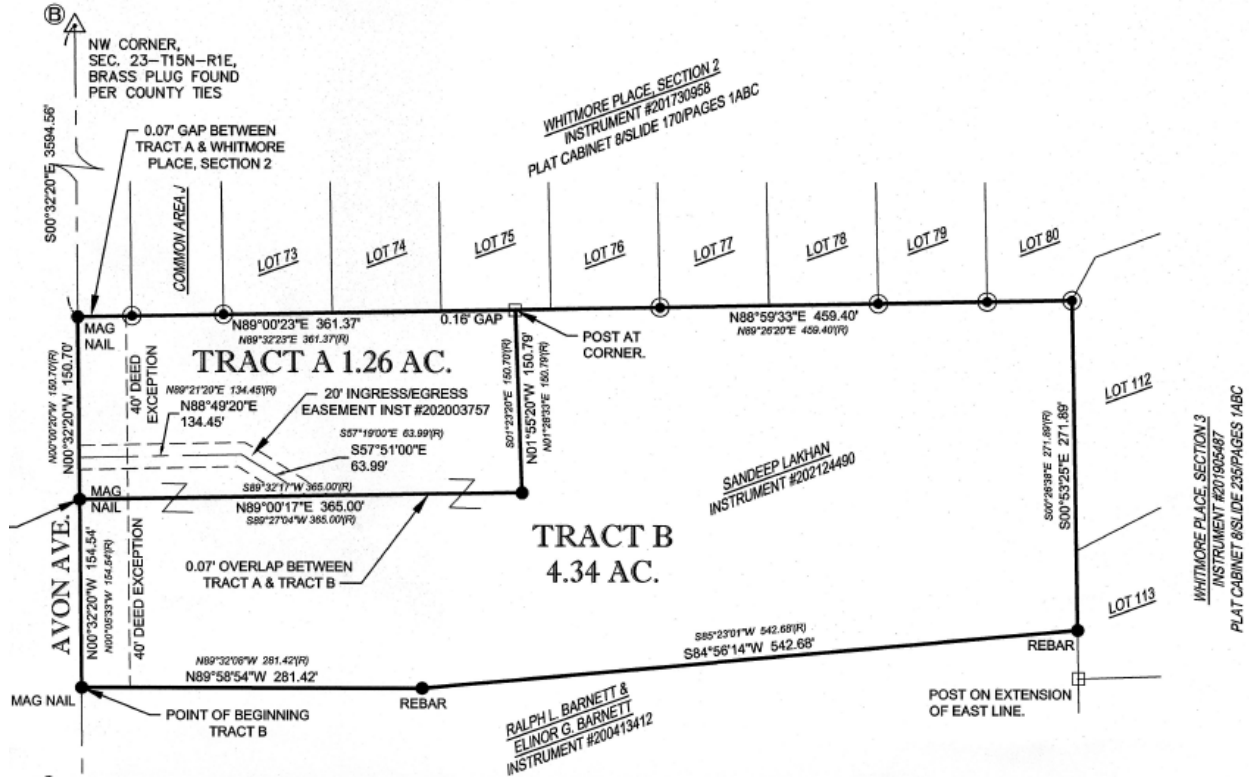 B
NW CORNER,
SEC. 23-T15N-R1E,
BRASS PLUG FOUND
PER COUNTY TIES
S00°32'20"E 3594.56'
0.07' GAP BETWEEN
TRACT A & WHITMORE
PLACE, SECTION 2
WHITMORE PLACE, SECTION 2
INSTRUMENT #201730958
PLAT CABINET 8/SLIDE 170/PAGES 1ABC
COMMON AREA J
LOT 73
LOT 74
LOT 75
LOT 76
LOT 77
LOT 78
LOT 79
LOT 80
MAG
NAIL
N89°00'23"E 361.37'
N89°32'23"E 361.37'(R)
0.16' GAP
POST AT
CORNER.
N88°59'33"E 459.40'
N89°26'20"E 459.40'(R)
TRACT A 1.26 AC.
N00°00'20"W 150.70'(R)
N00°32'20"W 150.70'
40' DEED
EXCEPTION
N89°21'20"E 134.45'(R)
N88°49'20"E
134.45'
20' INGRESS/EGRESS
EASEMENT INST #202003757
S57°19'00"E 63.99'(R)
S57°51'00"E
63.99'
S01°23'20"E 150.70'(R)
N01°55'20"W 150.79'
N01°28'33"E 150.79'(R)
SANDEEP LAKHAN
INSTRUMENT #202124490
S00°26'38"E 271.89'(R)
S00°53'25"E 271.89'
LOT 112
WHITMORE PLACE, SECTION 3
INSTRUMENT #201905487
PLAT CABINET 8/SLIDE 235/PAGES 1ABC
MAG
NAIL
S89°32'17"W 365.00'(R)
N89°00'17"E 365.00'
S89°27'04"W 365.00'(R)
TRACT B
4.34 AC.
0.07' OVERLAP BETWEEN
TRACT A & TRACT B
AVON AVE.
N00°32'20"W 154.54'
N00°05'33"W 154.54'(R)
40' DEED EXCEPTION
LOT 113
N89°32'06"W 281.42'(R)
N89°58'54"W 281.42'
S85°23'01"W 542.68'(R)
S84°56'14"W 542.68'
REBAR
MAG NAIL
POINT OF BEGINNING
TRACT B
REBAR
RALPH L. BARNETT &
ELINOR G. BARNETT
INSTRUMENT #200413412
POST ON EXTENSION
OF EAST LINE.